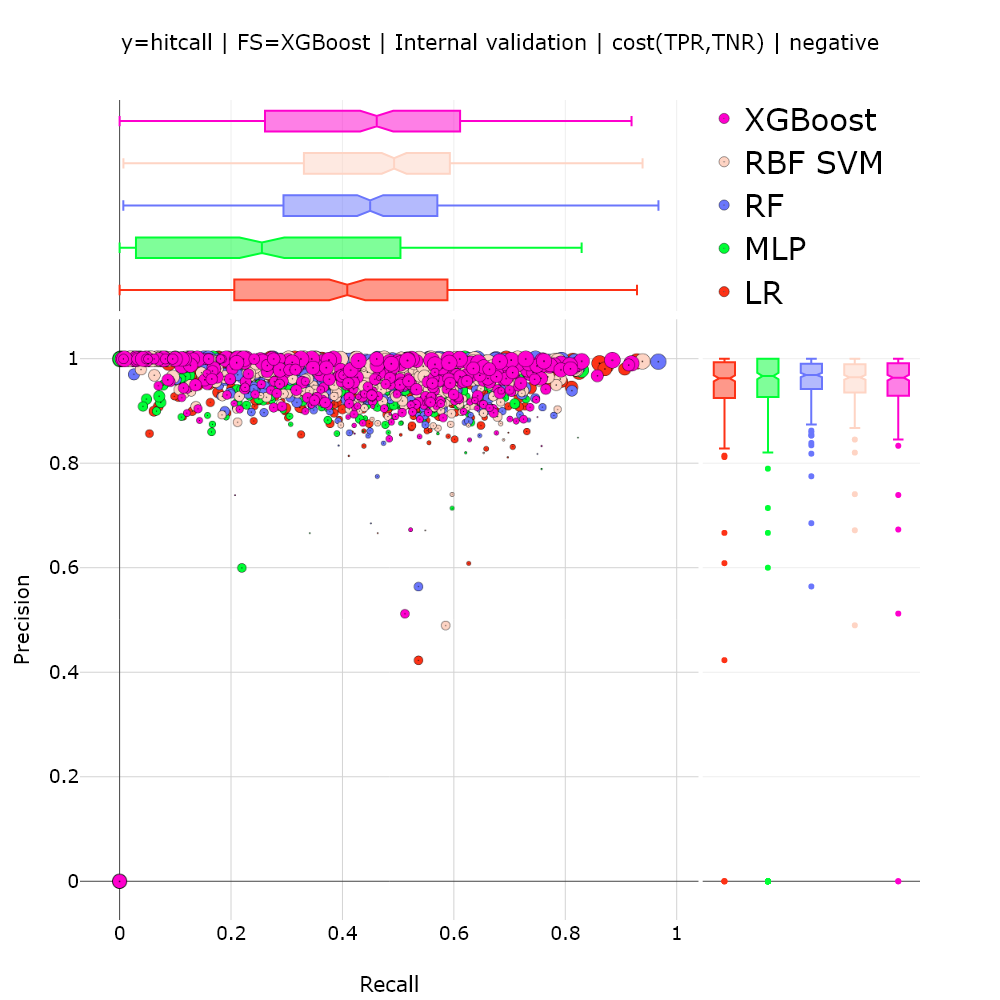 y=hitcall | FS=XGBoost | Internal validation | cost(TPR,TNR) | negative
XGBoost
RBF SVM
RF
MLP
LR
1
0.8
0.6
0.4
0.2
0
Precision
0 0.2 0.4 0.6 0.8 1
Recall